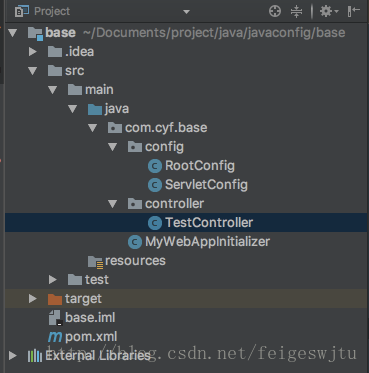 Project
base ~/Documents/project/java/javaconfig/base
.idea
src
main
java
com.cyf.base
config
RootConfig
ServletConfig
controller
TestController
MyWebAppInitializer
resources
test
target
base.iml
pom.xml
External Libraries
http://blog.csdn.net/feigeswjtu